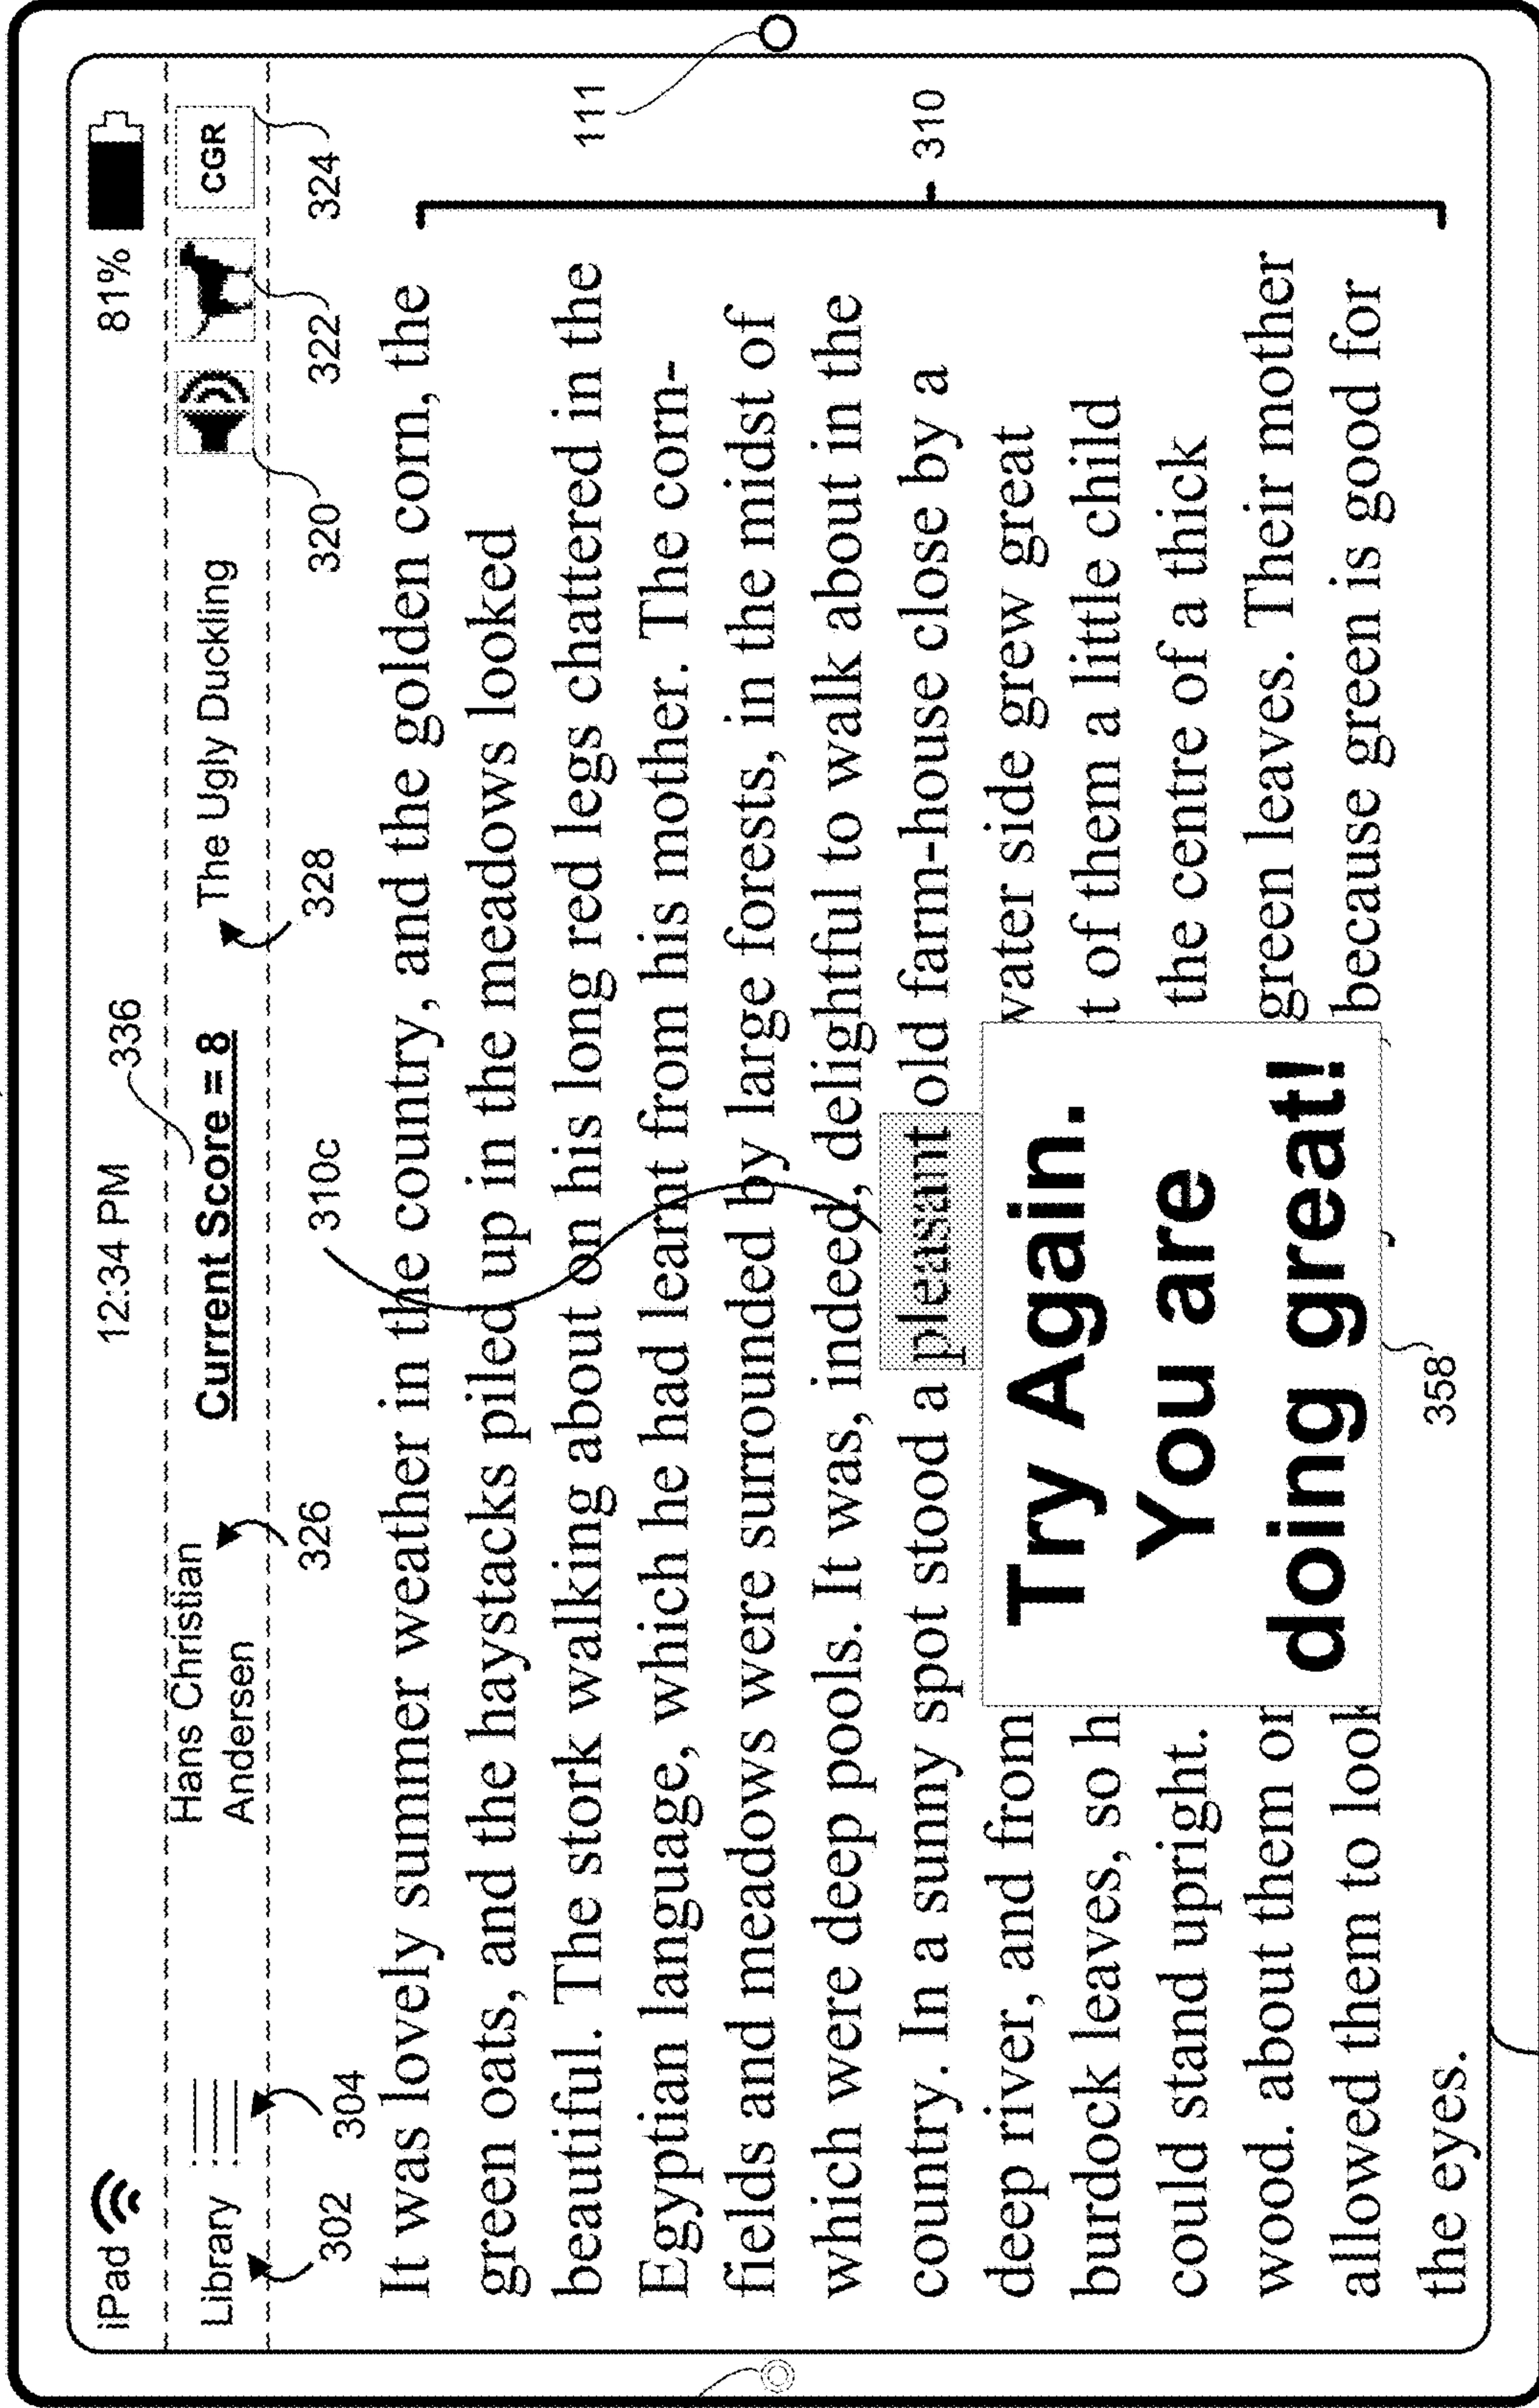 iPad 12:34 PM 81%
336
Library Hans Christian Andersen Current Score = 8 The Ugly Duckling CGR
302 304 326 310c 328 320 322 324
It was lovely summer weather in the country, and the golden corn, the
green oats, and the haystacks piled up in the meadows looked
beautiful. The stork walking about on his long red legs chattered in the
Egyptian language, which he had learnt from his mother. The corn-
fields and meadows were surrounded by large forests, in the midst of
which were deep pools. It was, indeed, delightful to walk about in the
country. In a sunny spot stood a pleasant old farm-house close by a
deep river, and from water side grew great
burdock leaves, so h t of them a little child
could stand upright. the centre of a thick
wood. about them or green leaves. Their mother
allowed them to look because green is good for
the eyes.
Try Again.
You are
doing great!
358
111
310